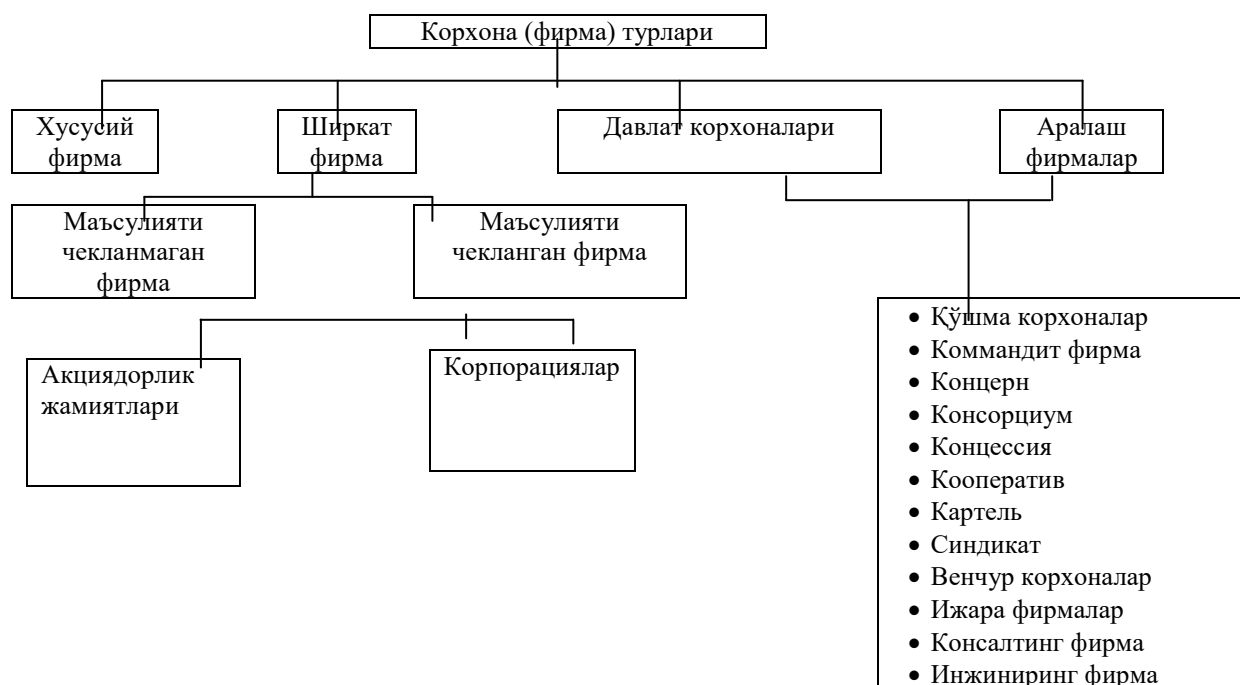 Корхона (фирма) турлари
Хусусий
фирма
Ширкат
фирма
Давлат корхоналари
Аралаш
фирмалар
Маъсулияти
чекланмаган
фирма
Маъсулияти
чекланган фирма
Акциядорлик
жамиятлари
Корпорациялар
• Қўшма корхоналар
• Коммандит фирма
• Концерн
• Консорциум
• Концессия
• Кооператив
• Картель
• Синдикат
• Венчур корхоналар
• Ижара фирмалар
• Консалтинг фирма
• Инжиниринг фирма